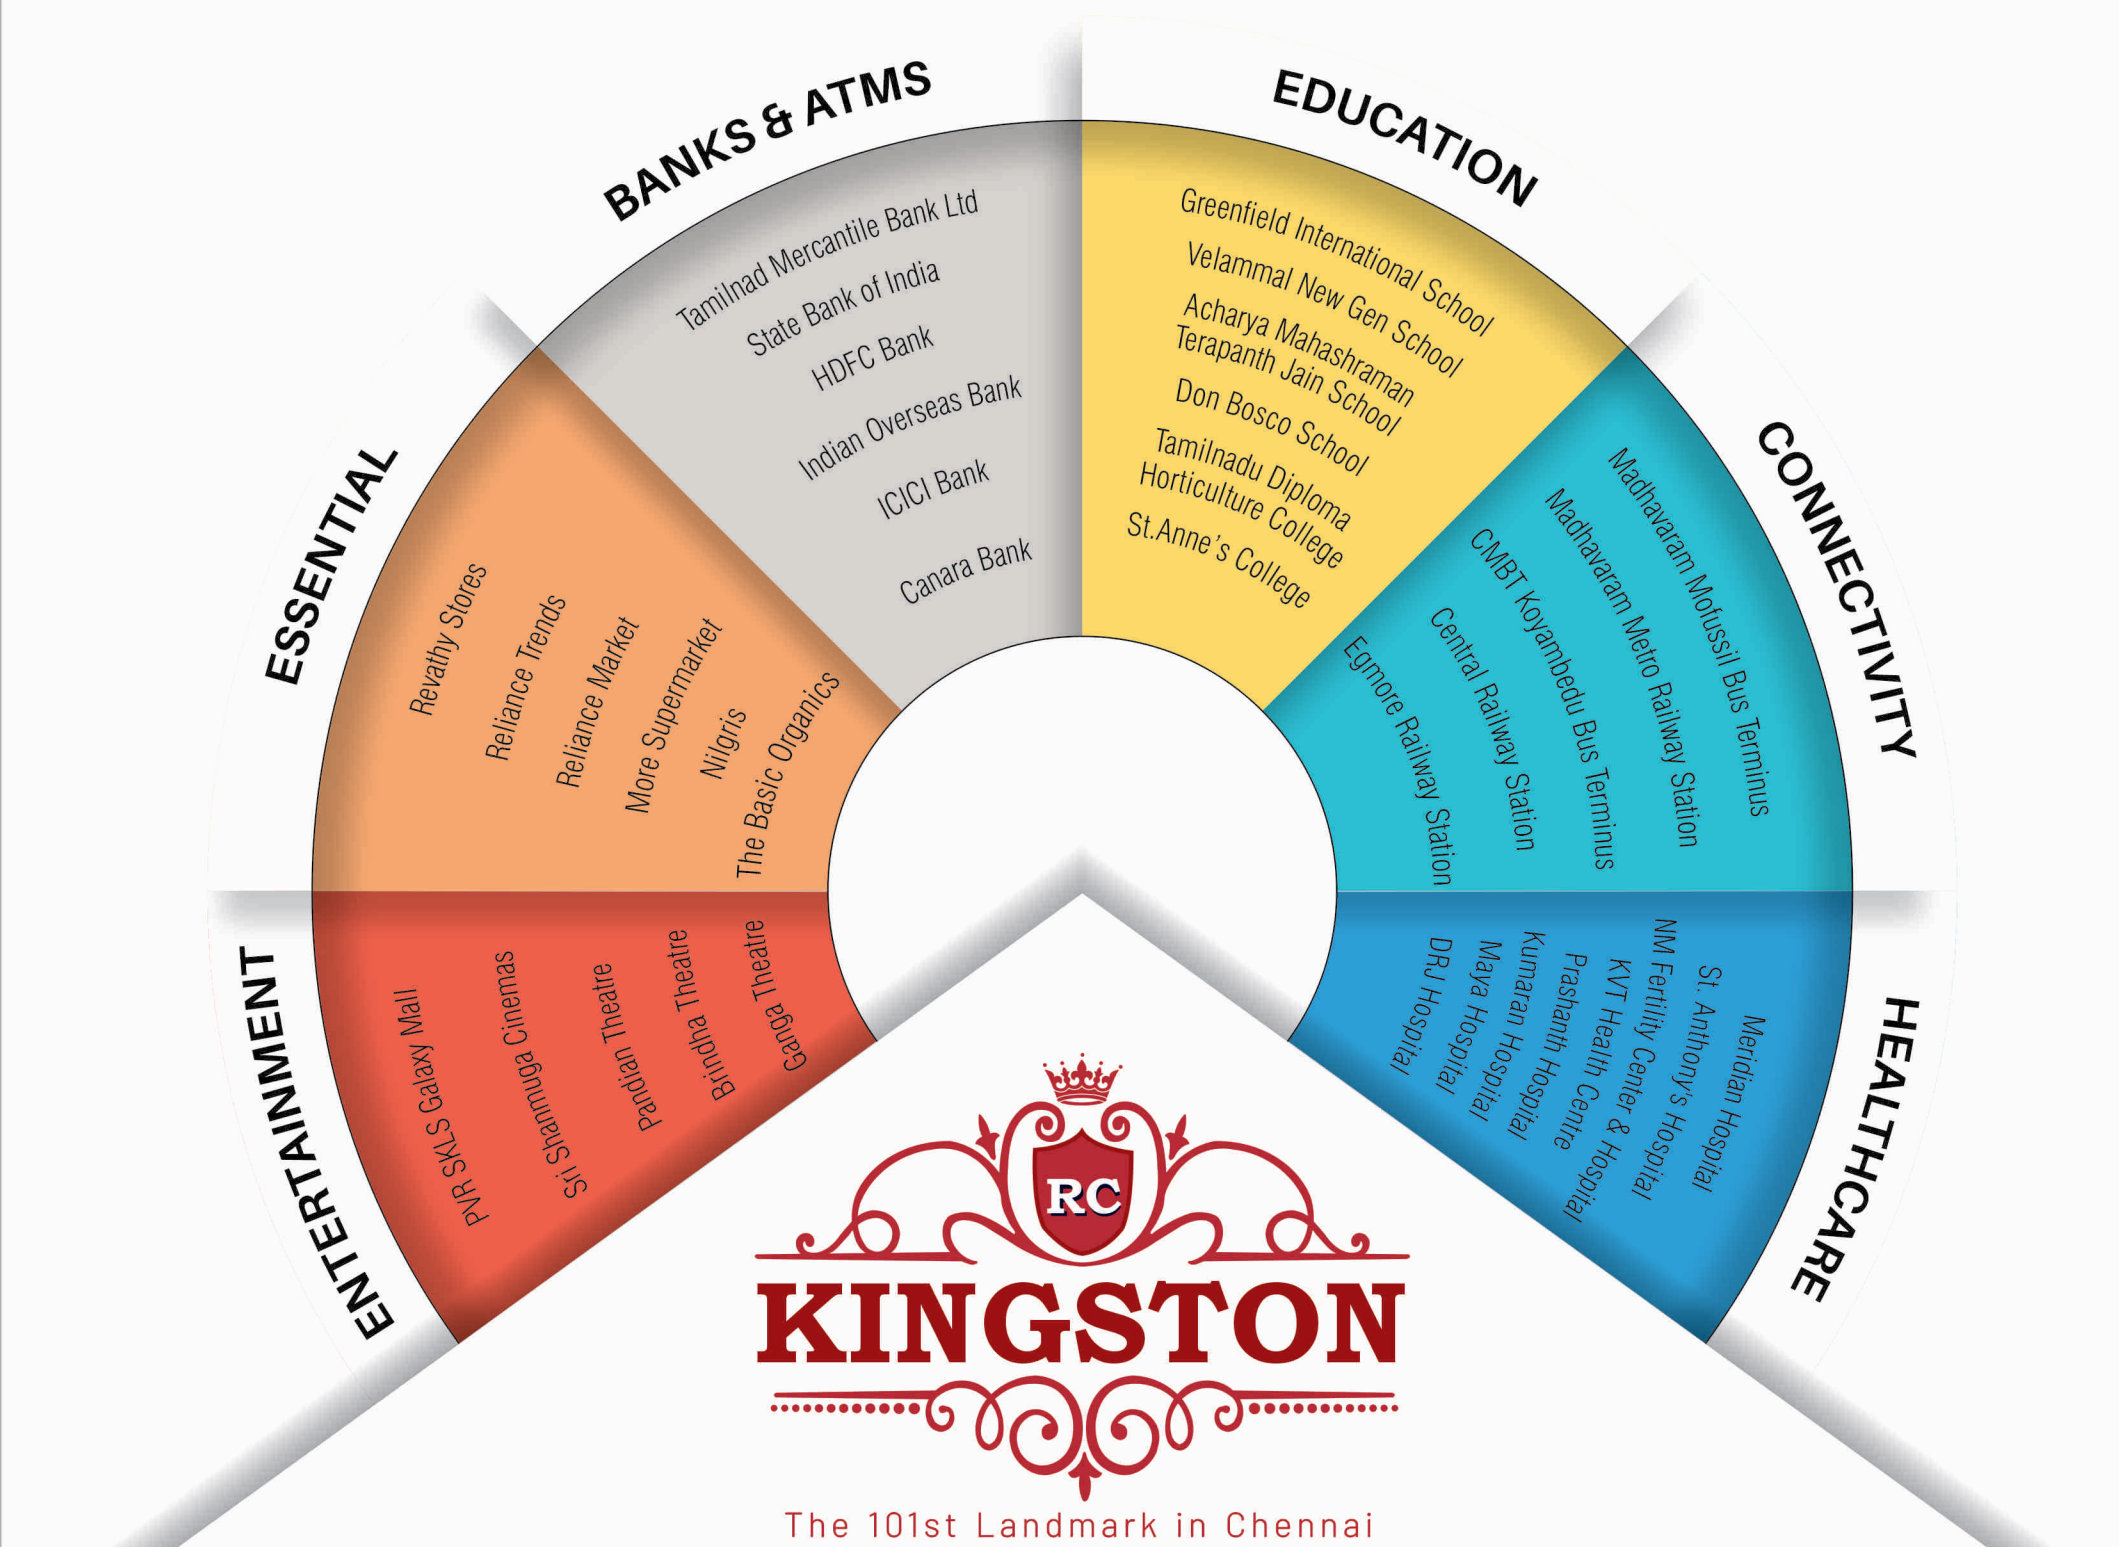 ENTERTAINMENT
PVR SKLS Galaxy Mall
Sri Shanmuga Cinemas
Pandian Theatre
Brindha Theatre
Ganga Theatre
ESSENTIAL
Revathy Stores
Reliance Trends
Reliance Market
More Supermarket
Nilgris
The Basic Organics
BANKS & ATMS
Tamilnad Mercantile Bank Ltd
State Bank of India
HDFC Bank
Indian Overseas Bank
ICICI Bank
Canara Bank
EDUCATION
Greenfield International School
Velammal New Gen School
Acharya Mahashraman
Terapanth Jain School
Don Bosco School
Tamilnadu Diploma
Horticulture College
St.Anne's College
CONNECTIVITY
Madhavaram Mofussil Bus Terminus
Madhavaram Metro Railway Station
CMBT Koyambedu Bus Terminus
Central Railway Station
Egmore Railway Station
HEALTHCARE
Meridian Hospital
St. Anthony's Hospital
NM Fertility Center & Hospital
KVT Health Centre
Prashanth Hospital
Kumaran Hospital
Maya Hospital
DRJ Hospital
RC
KINGSTON
The 101st Landmark in Chennai